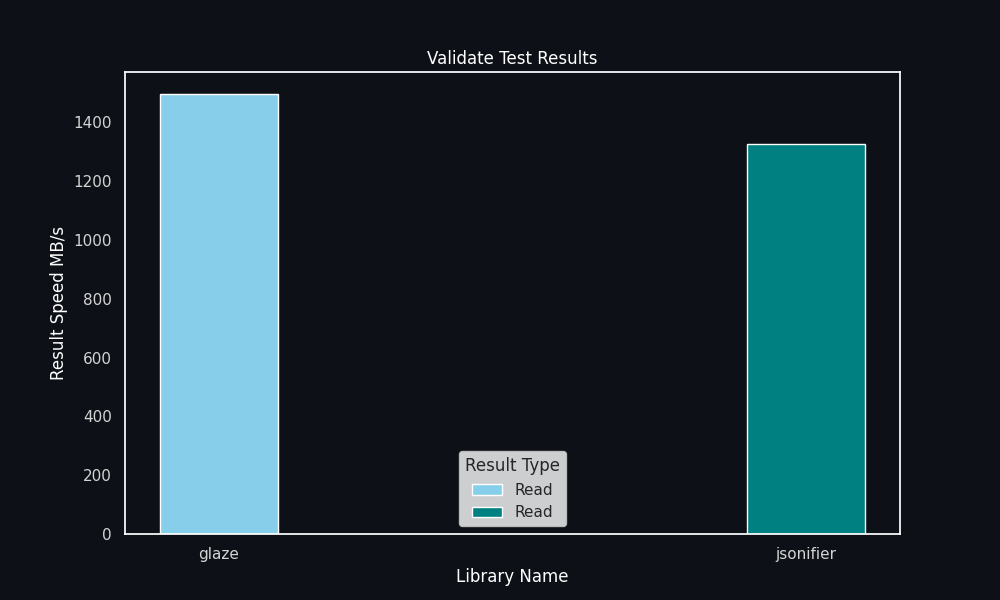 Validate Test Results
Result Speed MB/s
1400
1200
1000
800
600
400
200
0
Result Type
Read
Read
glaze
jsonifier
Library Name